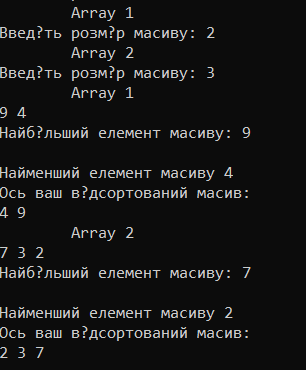 Array 1
Введ?ть розм?р масиву: 2
Array 2
Введ?ть розм?р масиву: 3
Array 1
9 4
Найб?льший елемент масиву: 9
Найменший елемент масиву 4
Ось ваш в?дсортований масив:
4 9
Array 2
7 3 2
Найб?льший елемент масиву: 7
Найменший елемент масиву 2
Ось ваш в?дсортований масив:
2 3 7